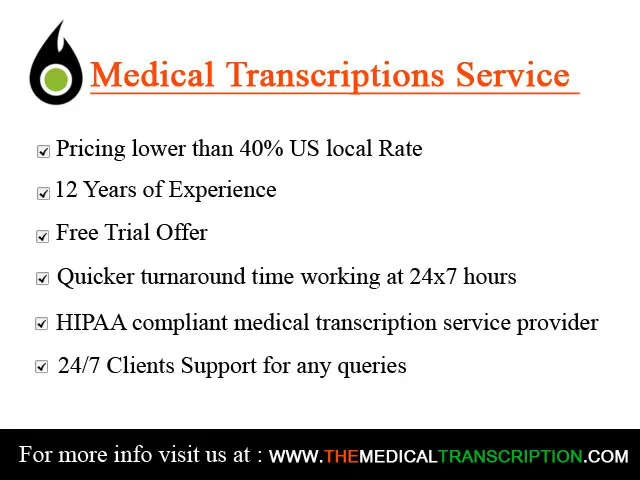 Medical Transcriptions Service
Pricing lower than 40% US local Rate
12 Years of Experience
Free Trial Offer
Quicker turnaround time working at 24x7 hours
HIPAA compliant medical transcription service provider
24/7 Clients Support for any queries
For more info visit us at : WWW.THEMEDICALTRANSCRIPTION.COM